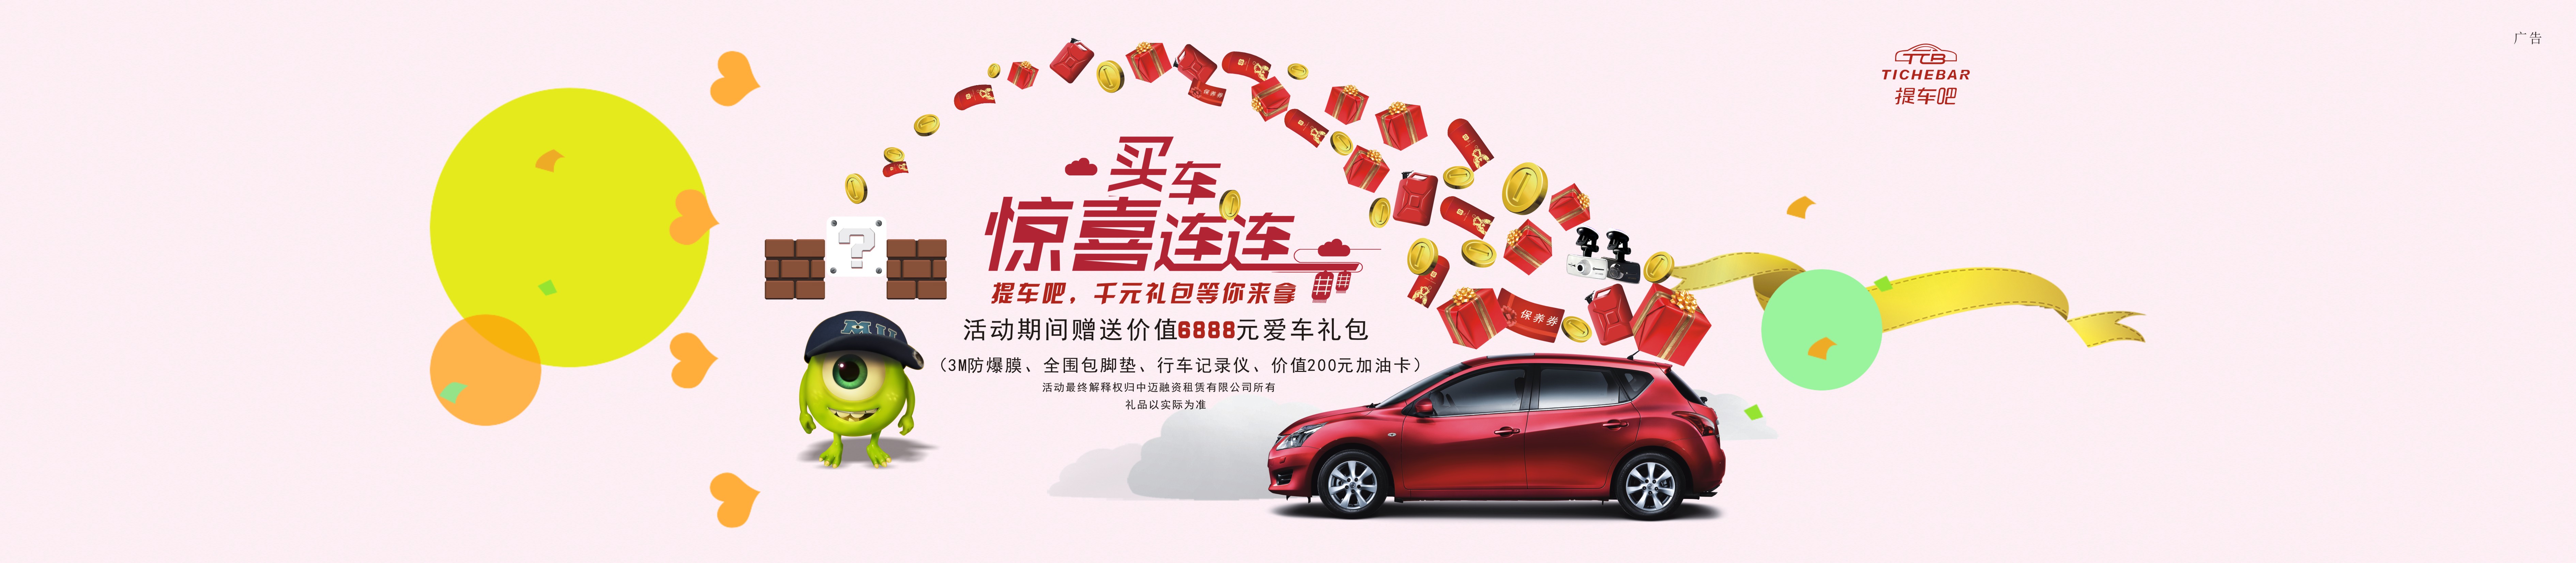 广告
TCB
TICHEBAR
提车吧
买车
惊喜连连
提车吧，千元礼包等你来拿
活动期间赠送价值6888元爱车礼包
（3M防爆膜、全围包脚垫、行车记录仪、价值200元加油卡）
活动最终解释权归中迈融资租赁有限公司所有
礼品以实际为准
保养券
保养券
?
MU